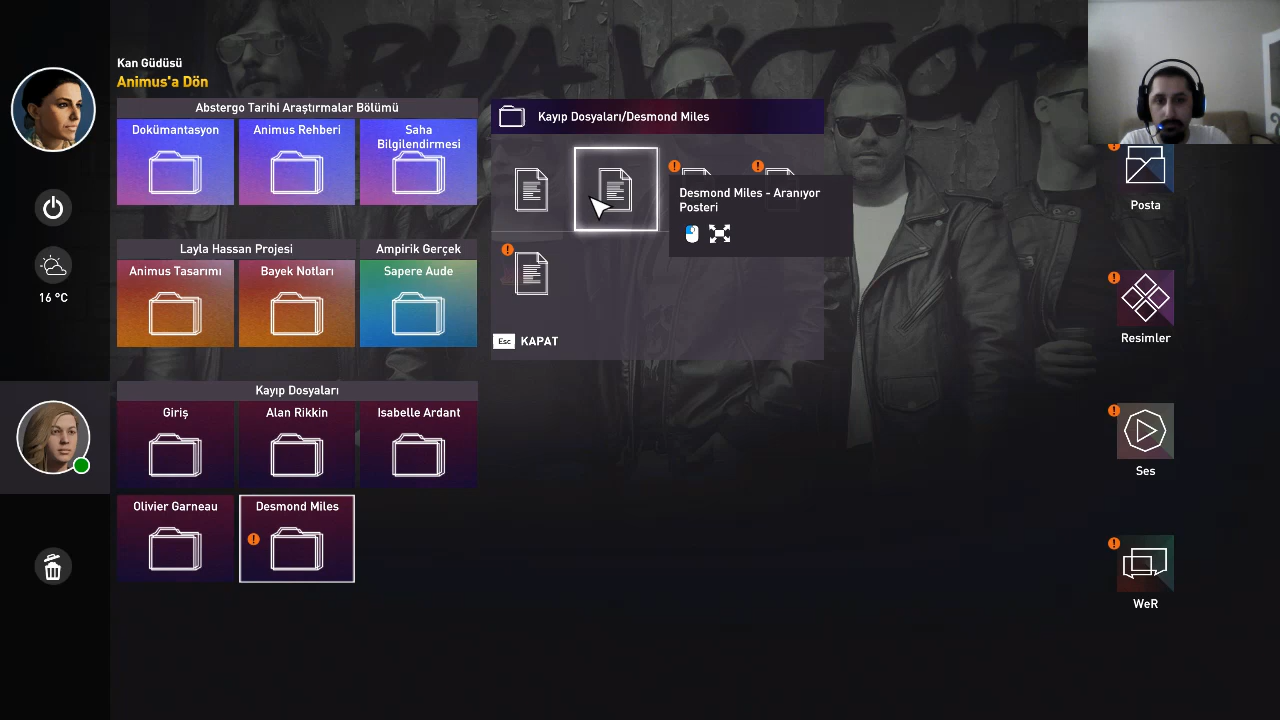 Kan Güdüsü
Animus'a Dön
Abstergo Tarihi Araştırmalar Bölümü
Dokümantasyon
Animus Rehberi
Saha
Bilgilendirmesi
Layla Hassan Projesi
Ampirik Gerçek
Animus Tasarımı
Bayek Notları
Sapere Aude
Kayıp Dosyaları
Giriş
Alan Rikkin
Isabelle Ardant
Olivier Garneau
Desmond Miles
16 °C
Kayıp Dosyaları/Desmond Miles
Desmond Miles - Aranıyor
Posteri
Esc KAPAT
Posta
Resimler
Ses
WeR